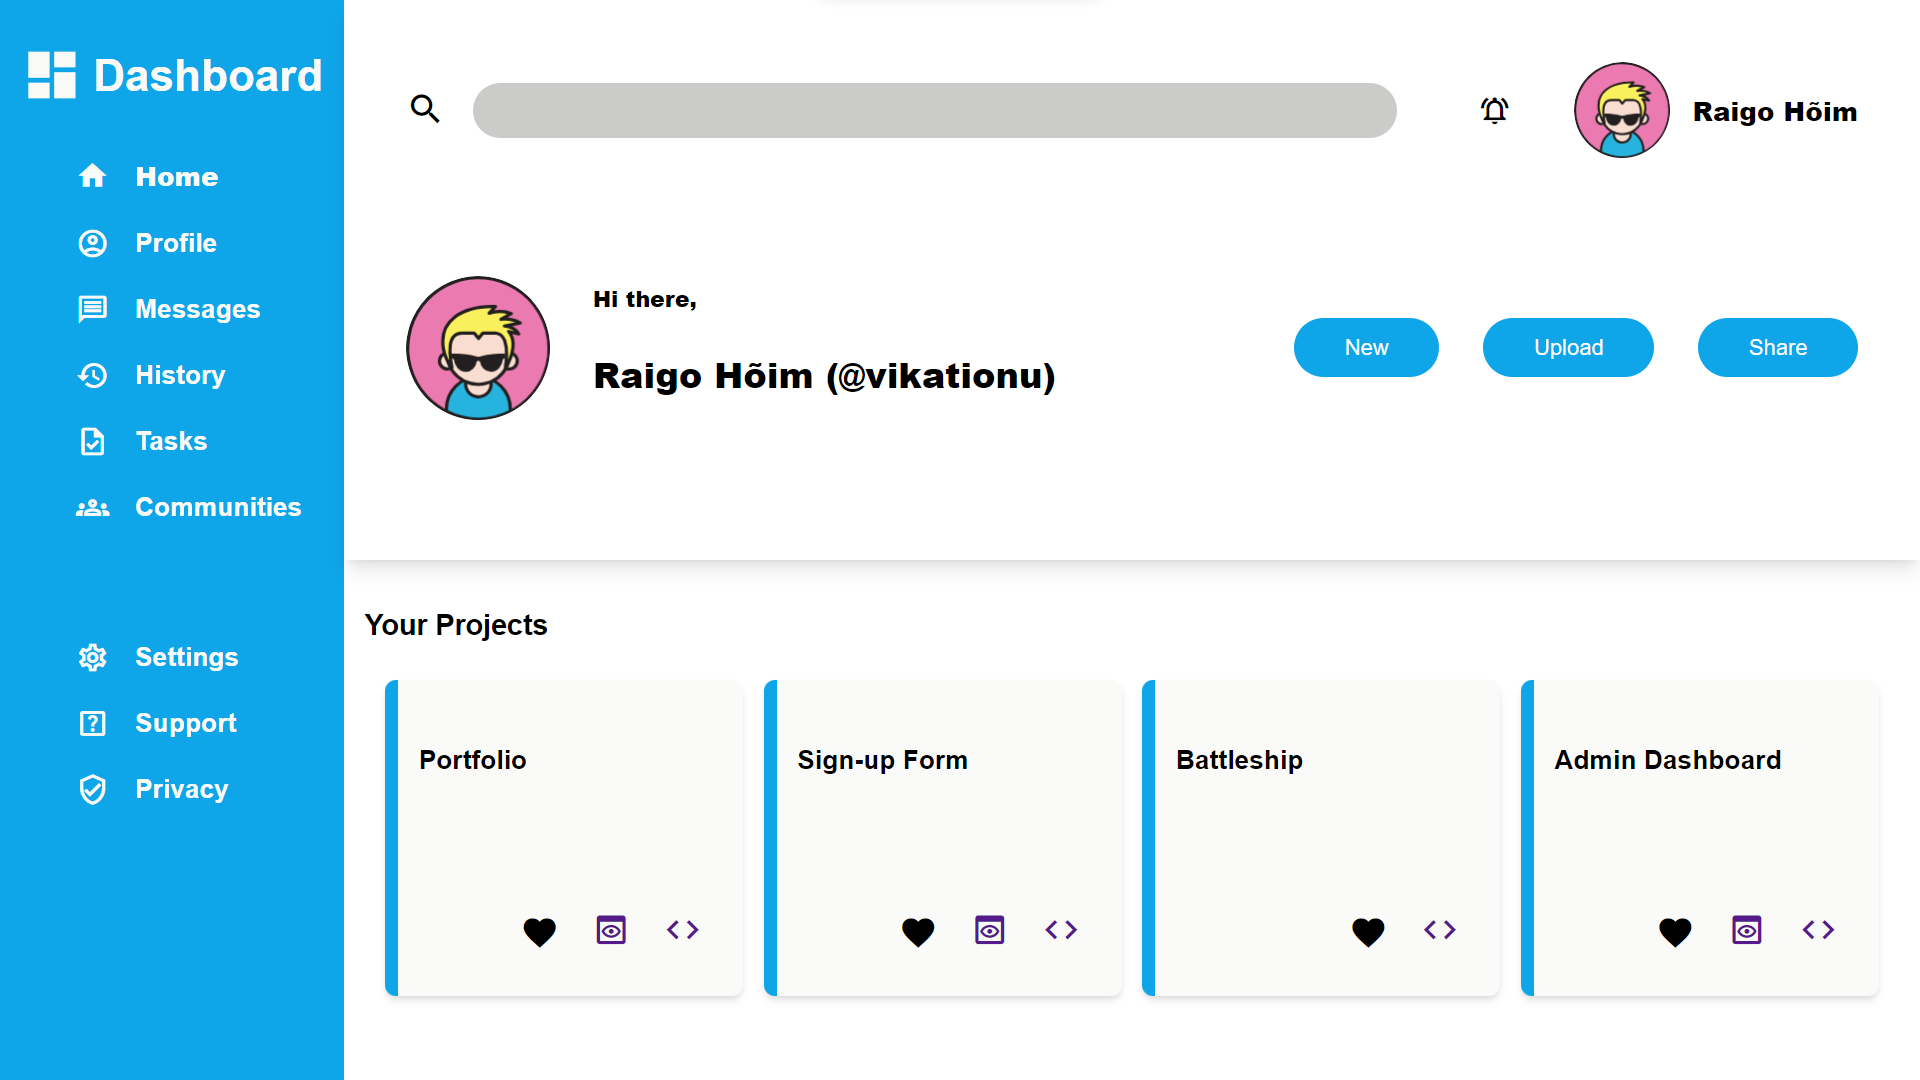 Dashboard
Home
Profile
Messages
History
Tasks
Communities
Settings
Support
Privacy
Raigo Hõim
Hi there,
Raigo Hõim (@vikationu)
New
Upload
Share
Your Projects
Portfolio
Sign-up Form
Battleship
Admin Dashboard